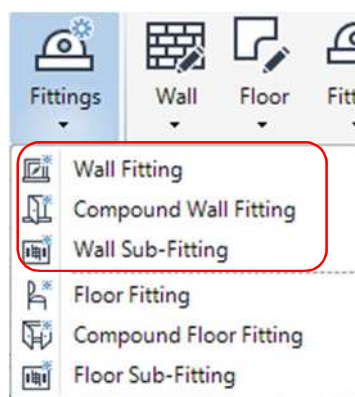 Fittings Wall Floor
Wall Fitting
Compound Wall Fitting
Wall Sub-Fitting
Floor Fitting
Compound Floor Fitting
Floor Sub-Fitting